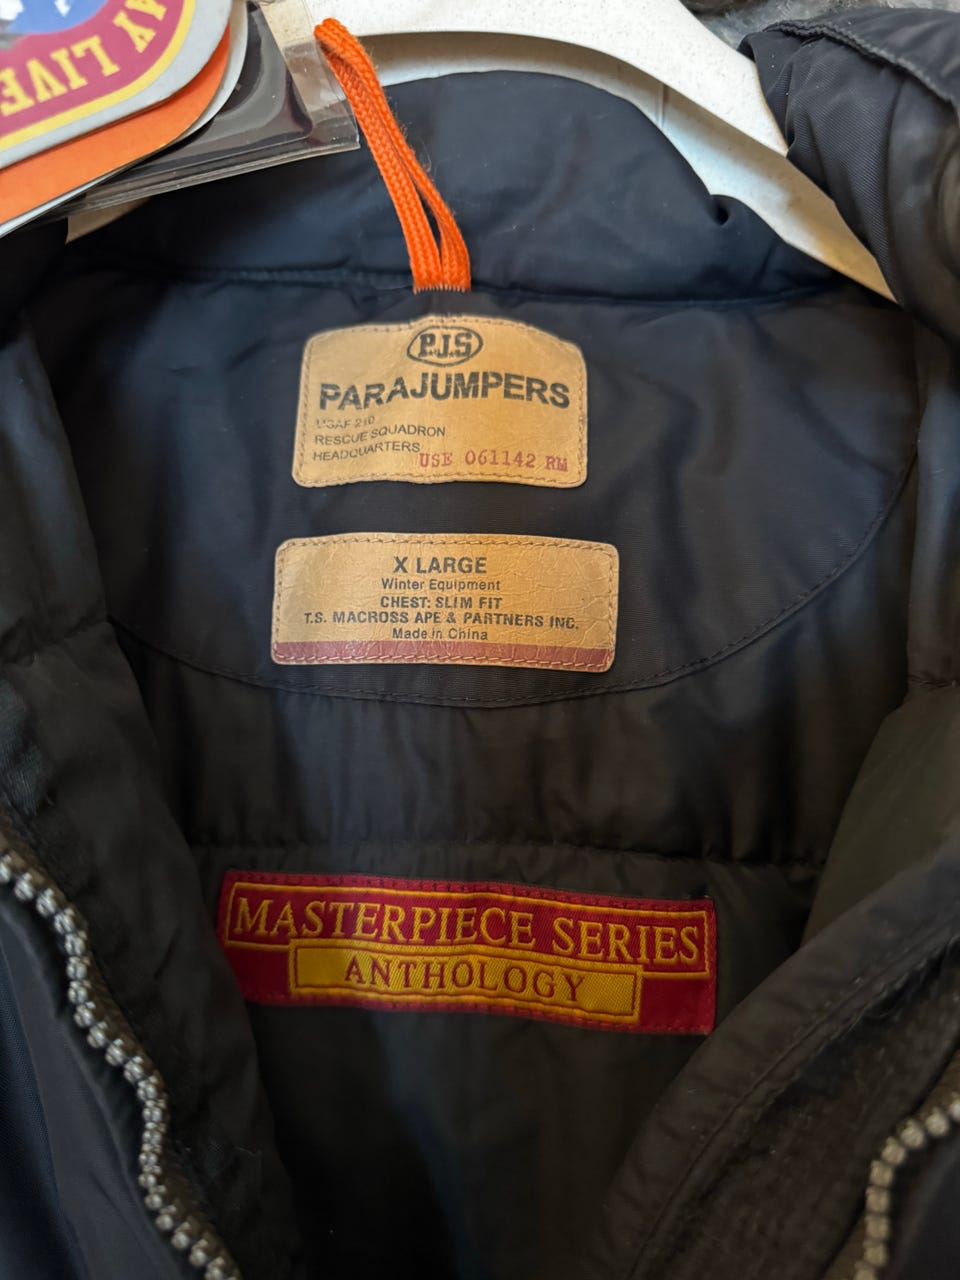 AY LIVE
P.J.S
PARAJUMPERS
USAF 210
RESCUE SQUADRON
HEADQUARTERS
USE 061142 RM
X LARGE
Winter Equipment
CHEST: SLIM FIT
T.S. MACROSS APE & PARTNERS INC.
Made in China
MASTERPIECE SERIES
ANTHOLOGY